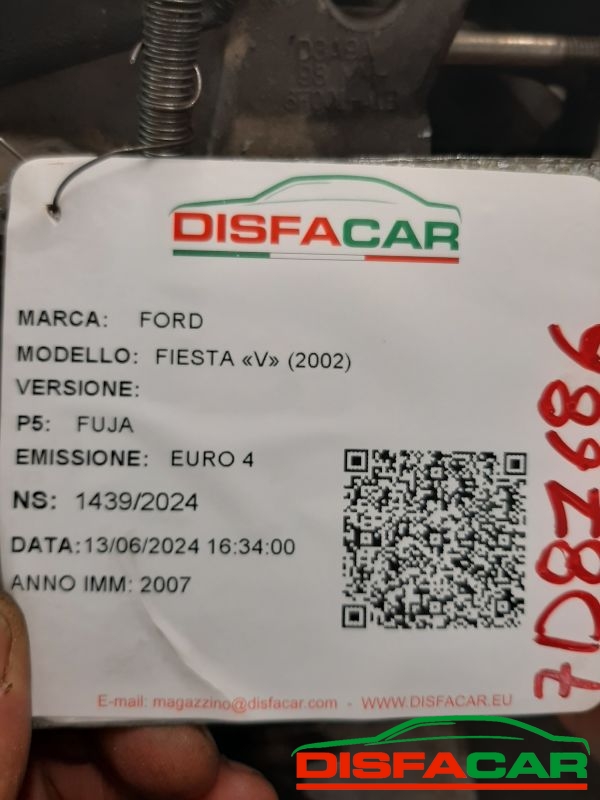 DISFACAR
MARCA: FORD
MODELLO: FIESTA «V» (2002)
VERSIONE:
P5: FUJA
EMISSIONE: EURO 4
NS: 1439/2024
DATA:13/06/2024 16:34:00
ANNO IMM: 2007
E-mail: magazzino@disfacar.com - WWW.DISFACAR.EU
DISFACAR